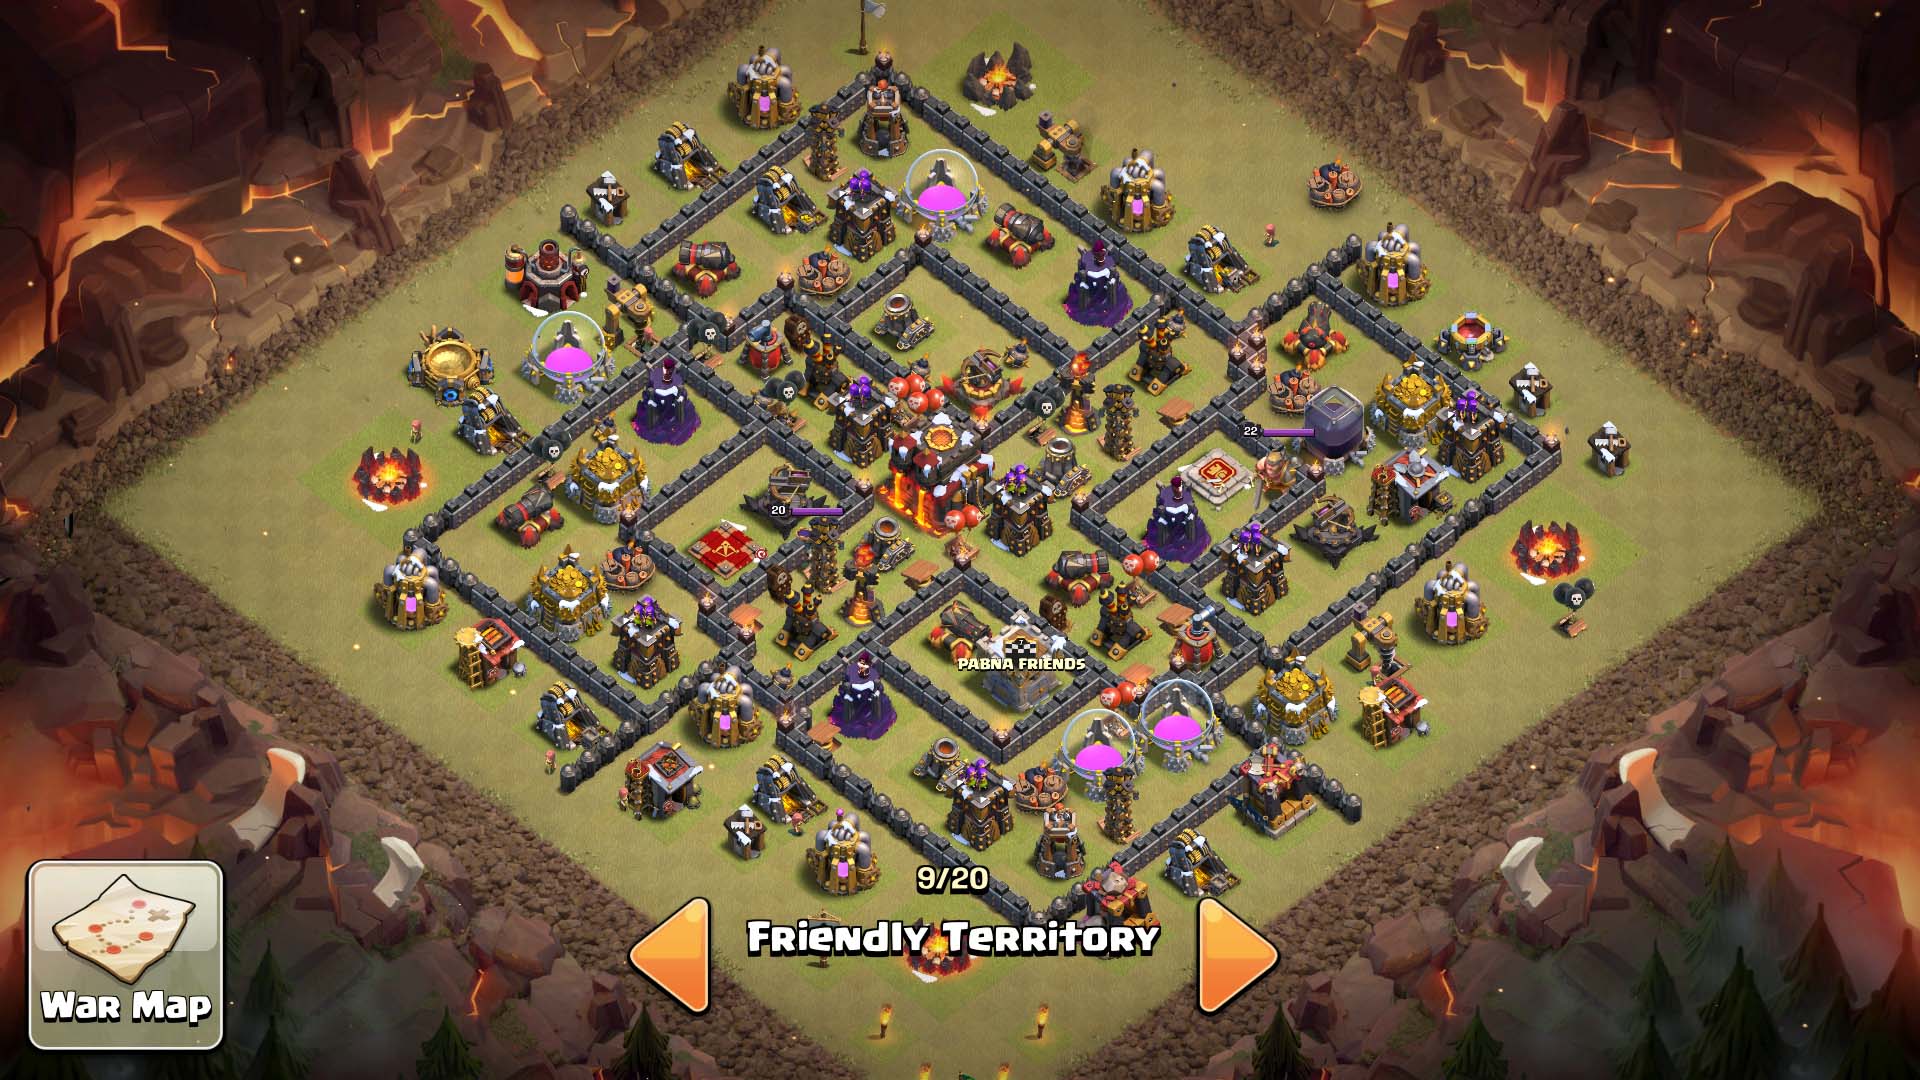 22
20
PABNA FRIENDS
9/20
Friendly Territory
War Map